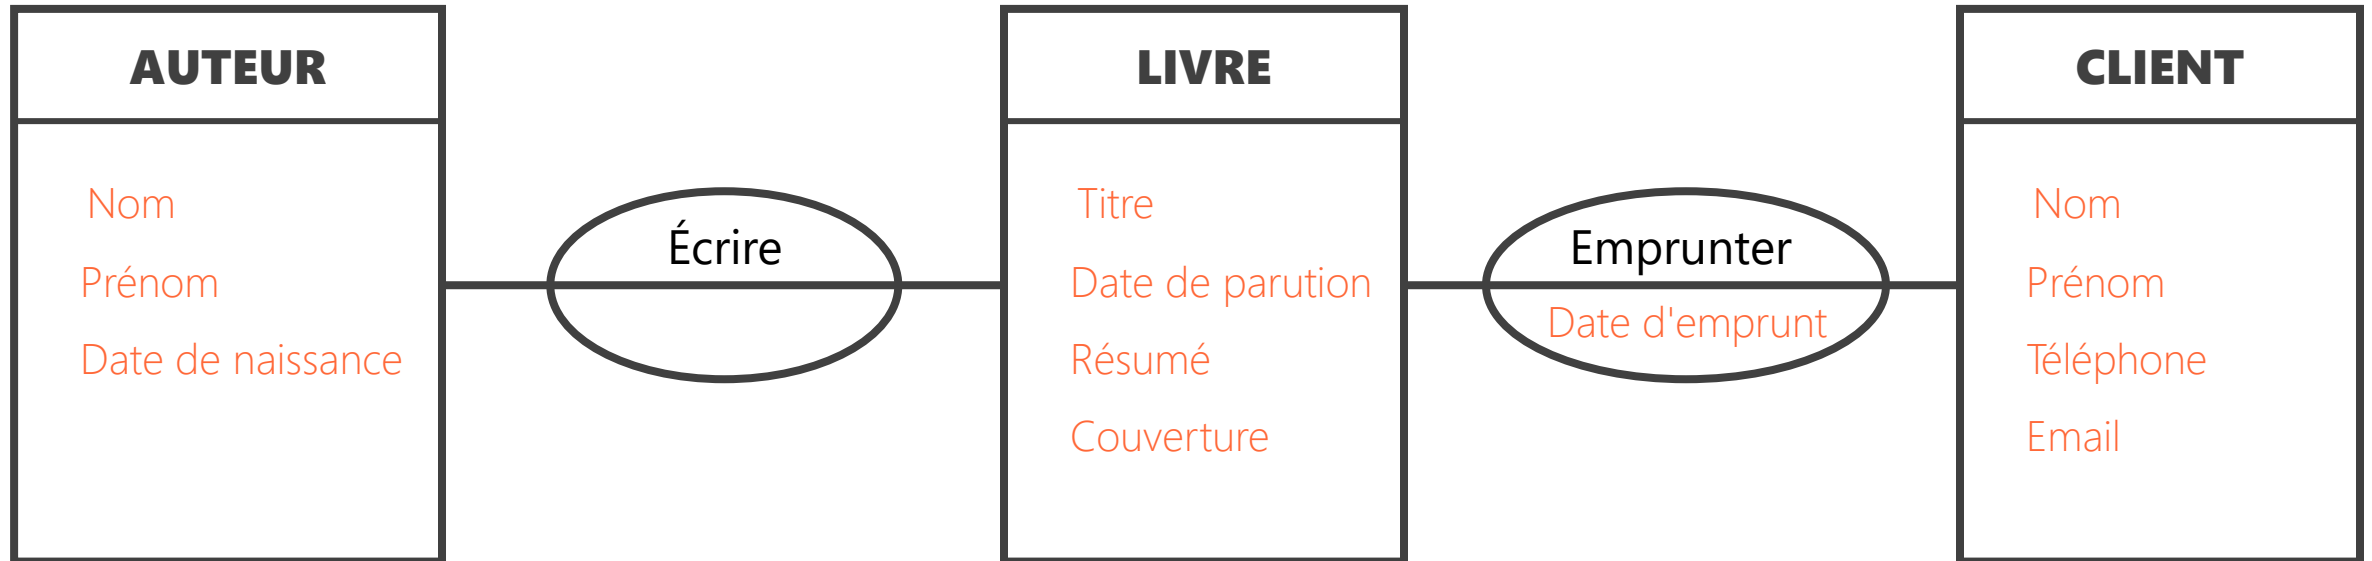 AUTEUR
Nom
Prénom
Date de naissance
Écrire
LIVRE
Titre
Date de parution
Résumé
Couverture
Emprunter
Date d'emprunt
CLIENT
Nom
Prénom
Téléphone
Email